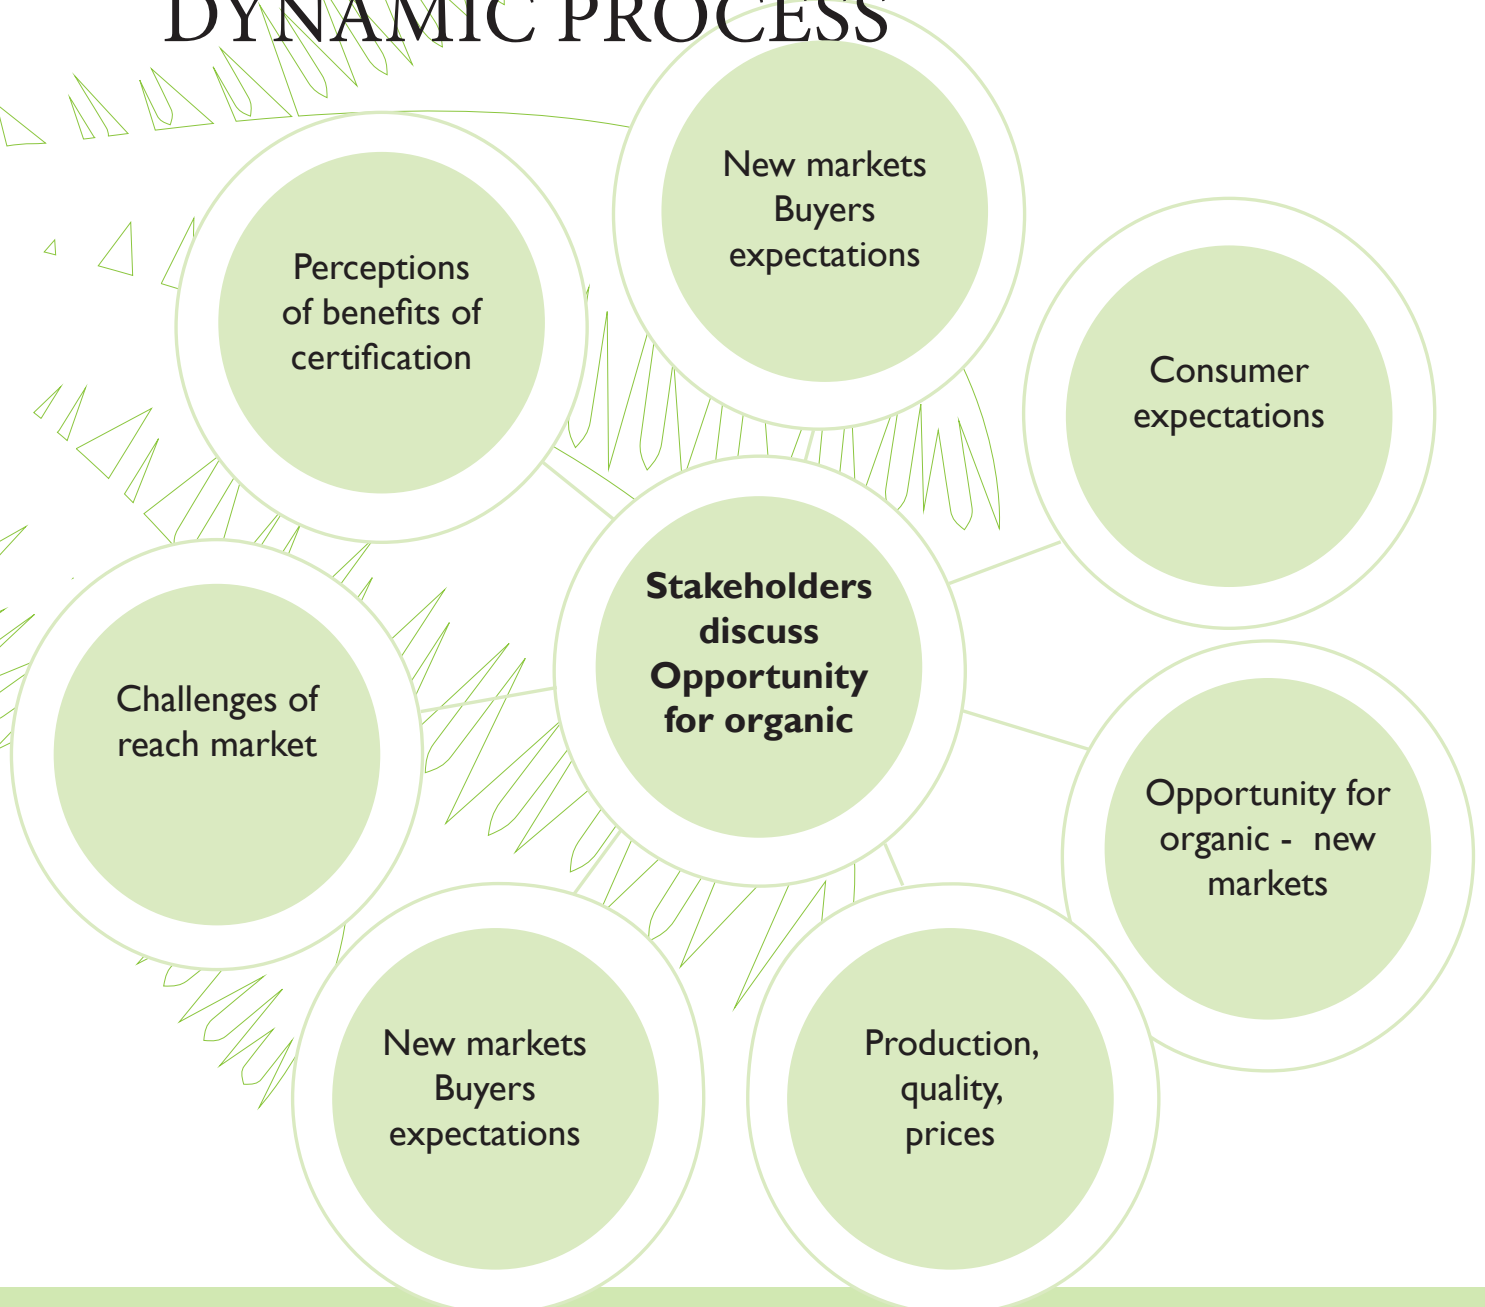 DYNAMIC PROCESS
New markets
Buyers
expectations
Perceptions
of benefits of
certification
Consumer
expectations
Stakeholders
discuss
Opportunity
for organic
Challenges of
reach market
Opportunity for
organic -  new
markets
New markets
Buyers
expectations
Production,
quality,
prices